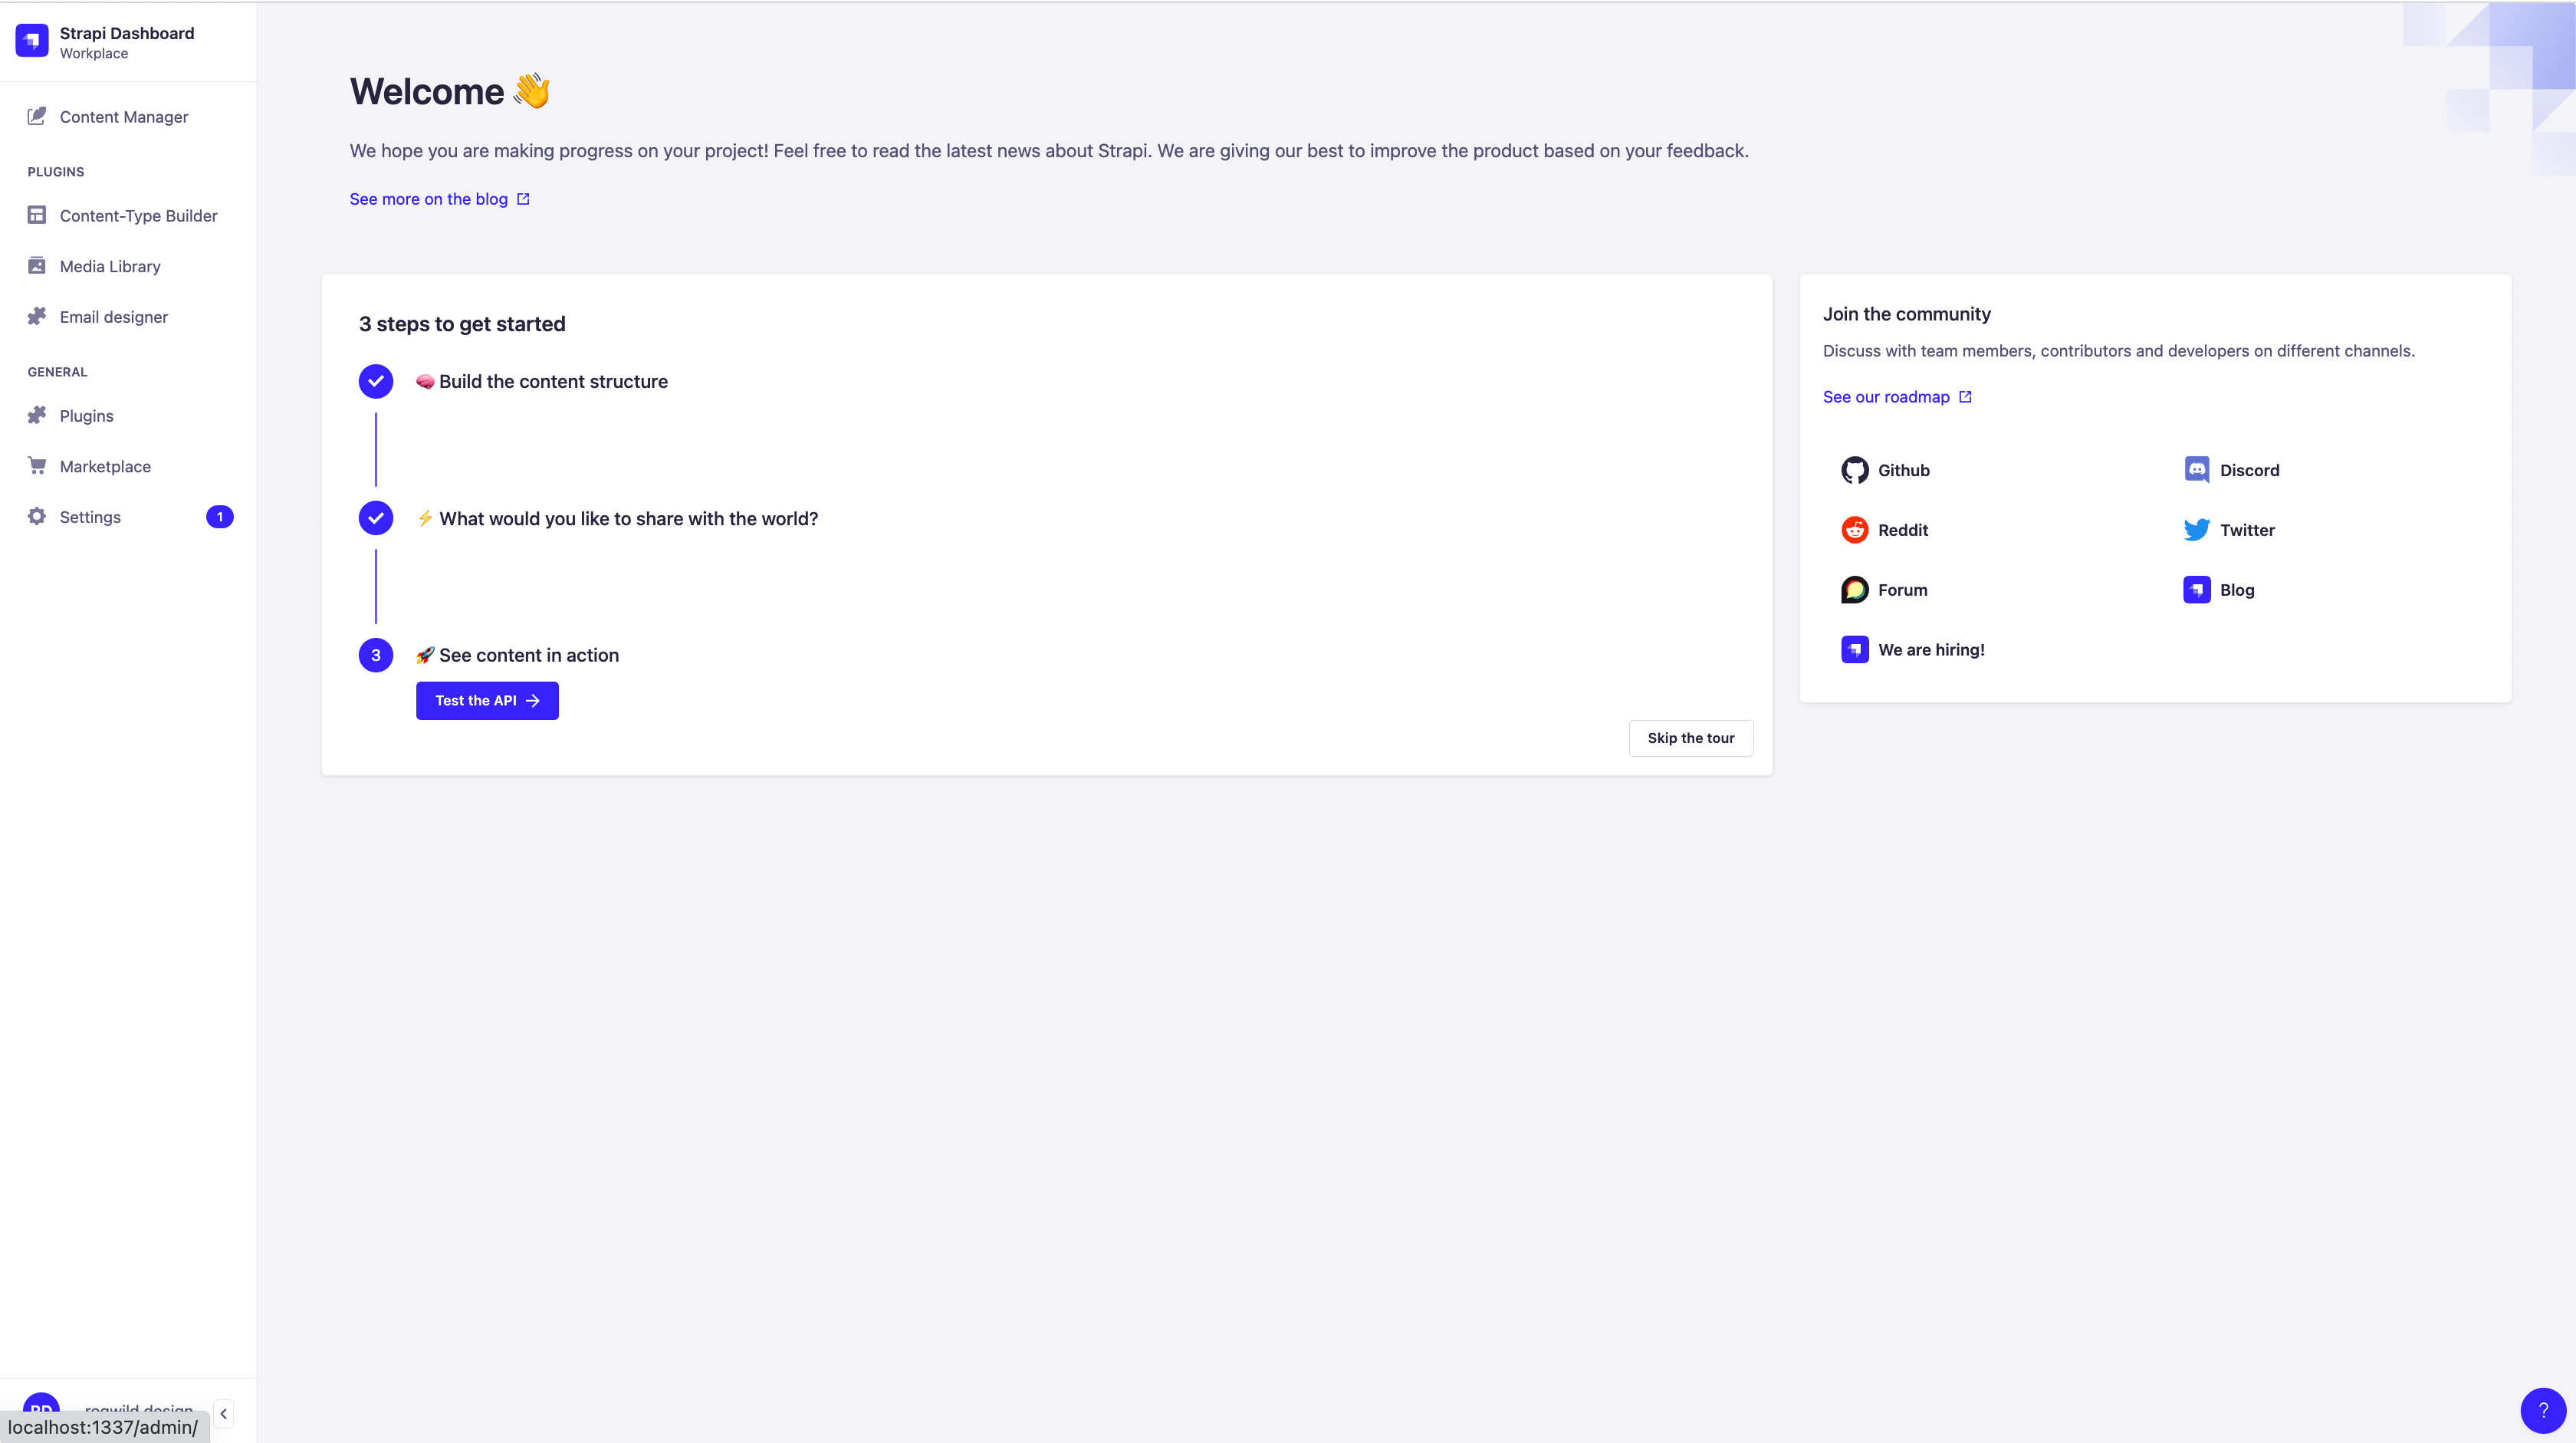 Strapi Dashboard
Workplace
Content Manager
PLUGINS
Content-Type Builder
Media Library
Email designer
GENERAL
Plugins
Marketplace
Settings
1
localhost:1337/admin/
Welcome 👋
We hope you are making progress on your project! Feel free to read the latest news about Strapi. We are giving our best to improve the product based on your feedback.
See more on the blog
3 steps to get started
🧠 Build the content structure
⚡ What would you like to share with the world?
3
🚀 See content in action
Test the API
Skip the tour
Join the community
Discuss with team members, contributors and developers on different channels.
See our roadmap
Github
Discord
Reddit
Twitter
Forum
Blog
We are hiring!
?